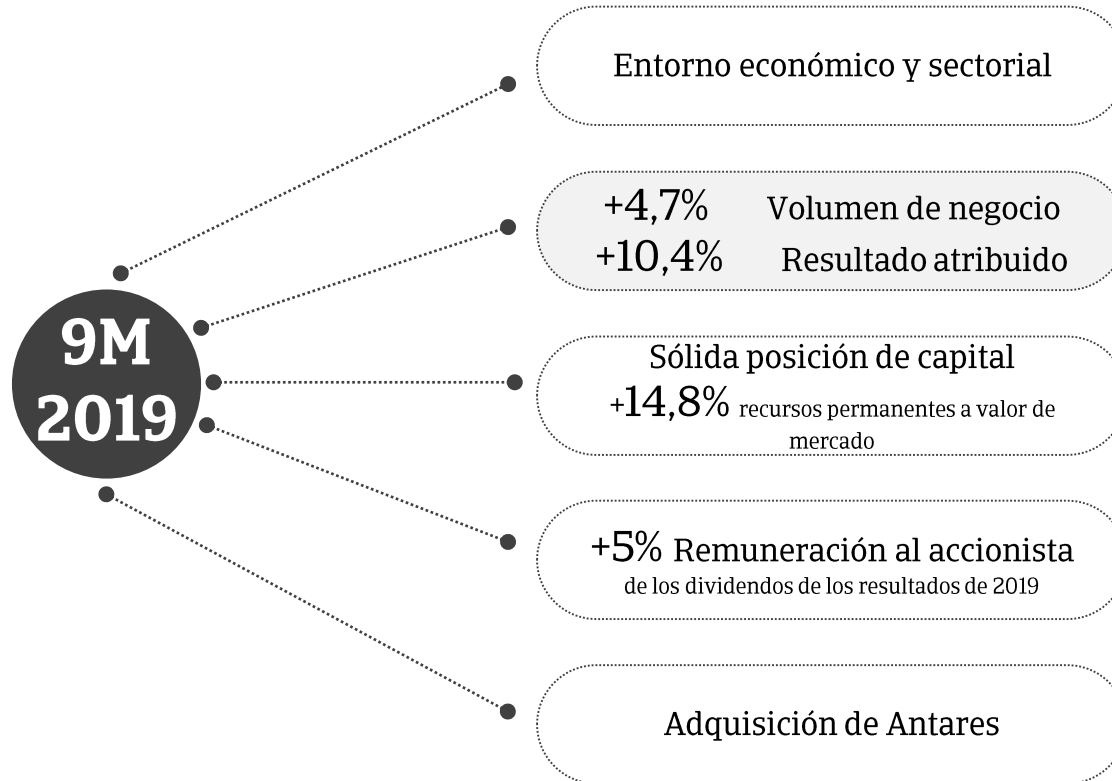 9M
2019
Entorno económico y sectorial
+4,7% Volumen de negocio
+10,4% Resultado atribuido
Sólida posición de capital
+14,8% recursos permanentes a valor de
mercado
+5% Remuneración al accionista
de los dividendos de los resultados de 2019
Adquisición de Antares